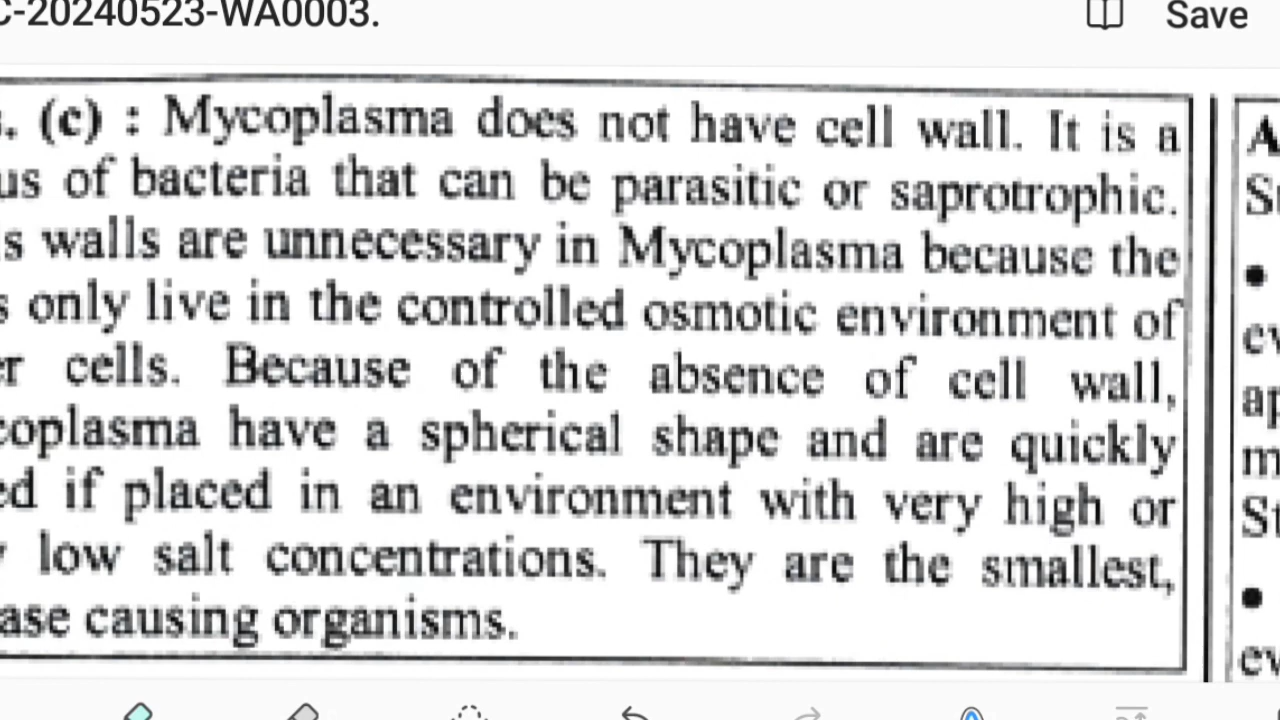 C-20240523-WA0003.
Save
s. (c) : Mycoplasma does not have cell wall. It is a
us of bacteria that can be parasitic or saprotrophic.
s walls are unnecessary in Mycoplasma because the
s only live in the controlled osmotic environment of
er cells. Because of the absence of cell wall,
coplasma have a spherical shape and are quickly
ed if placed in an environment with very high or
y low salt concentrations. They are the smallest,
ase causing organisms.
A
St
• ev
ap
m
St
• ev